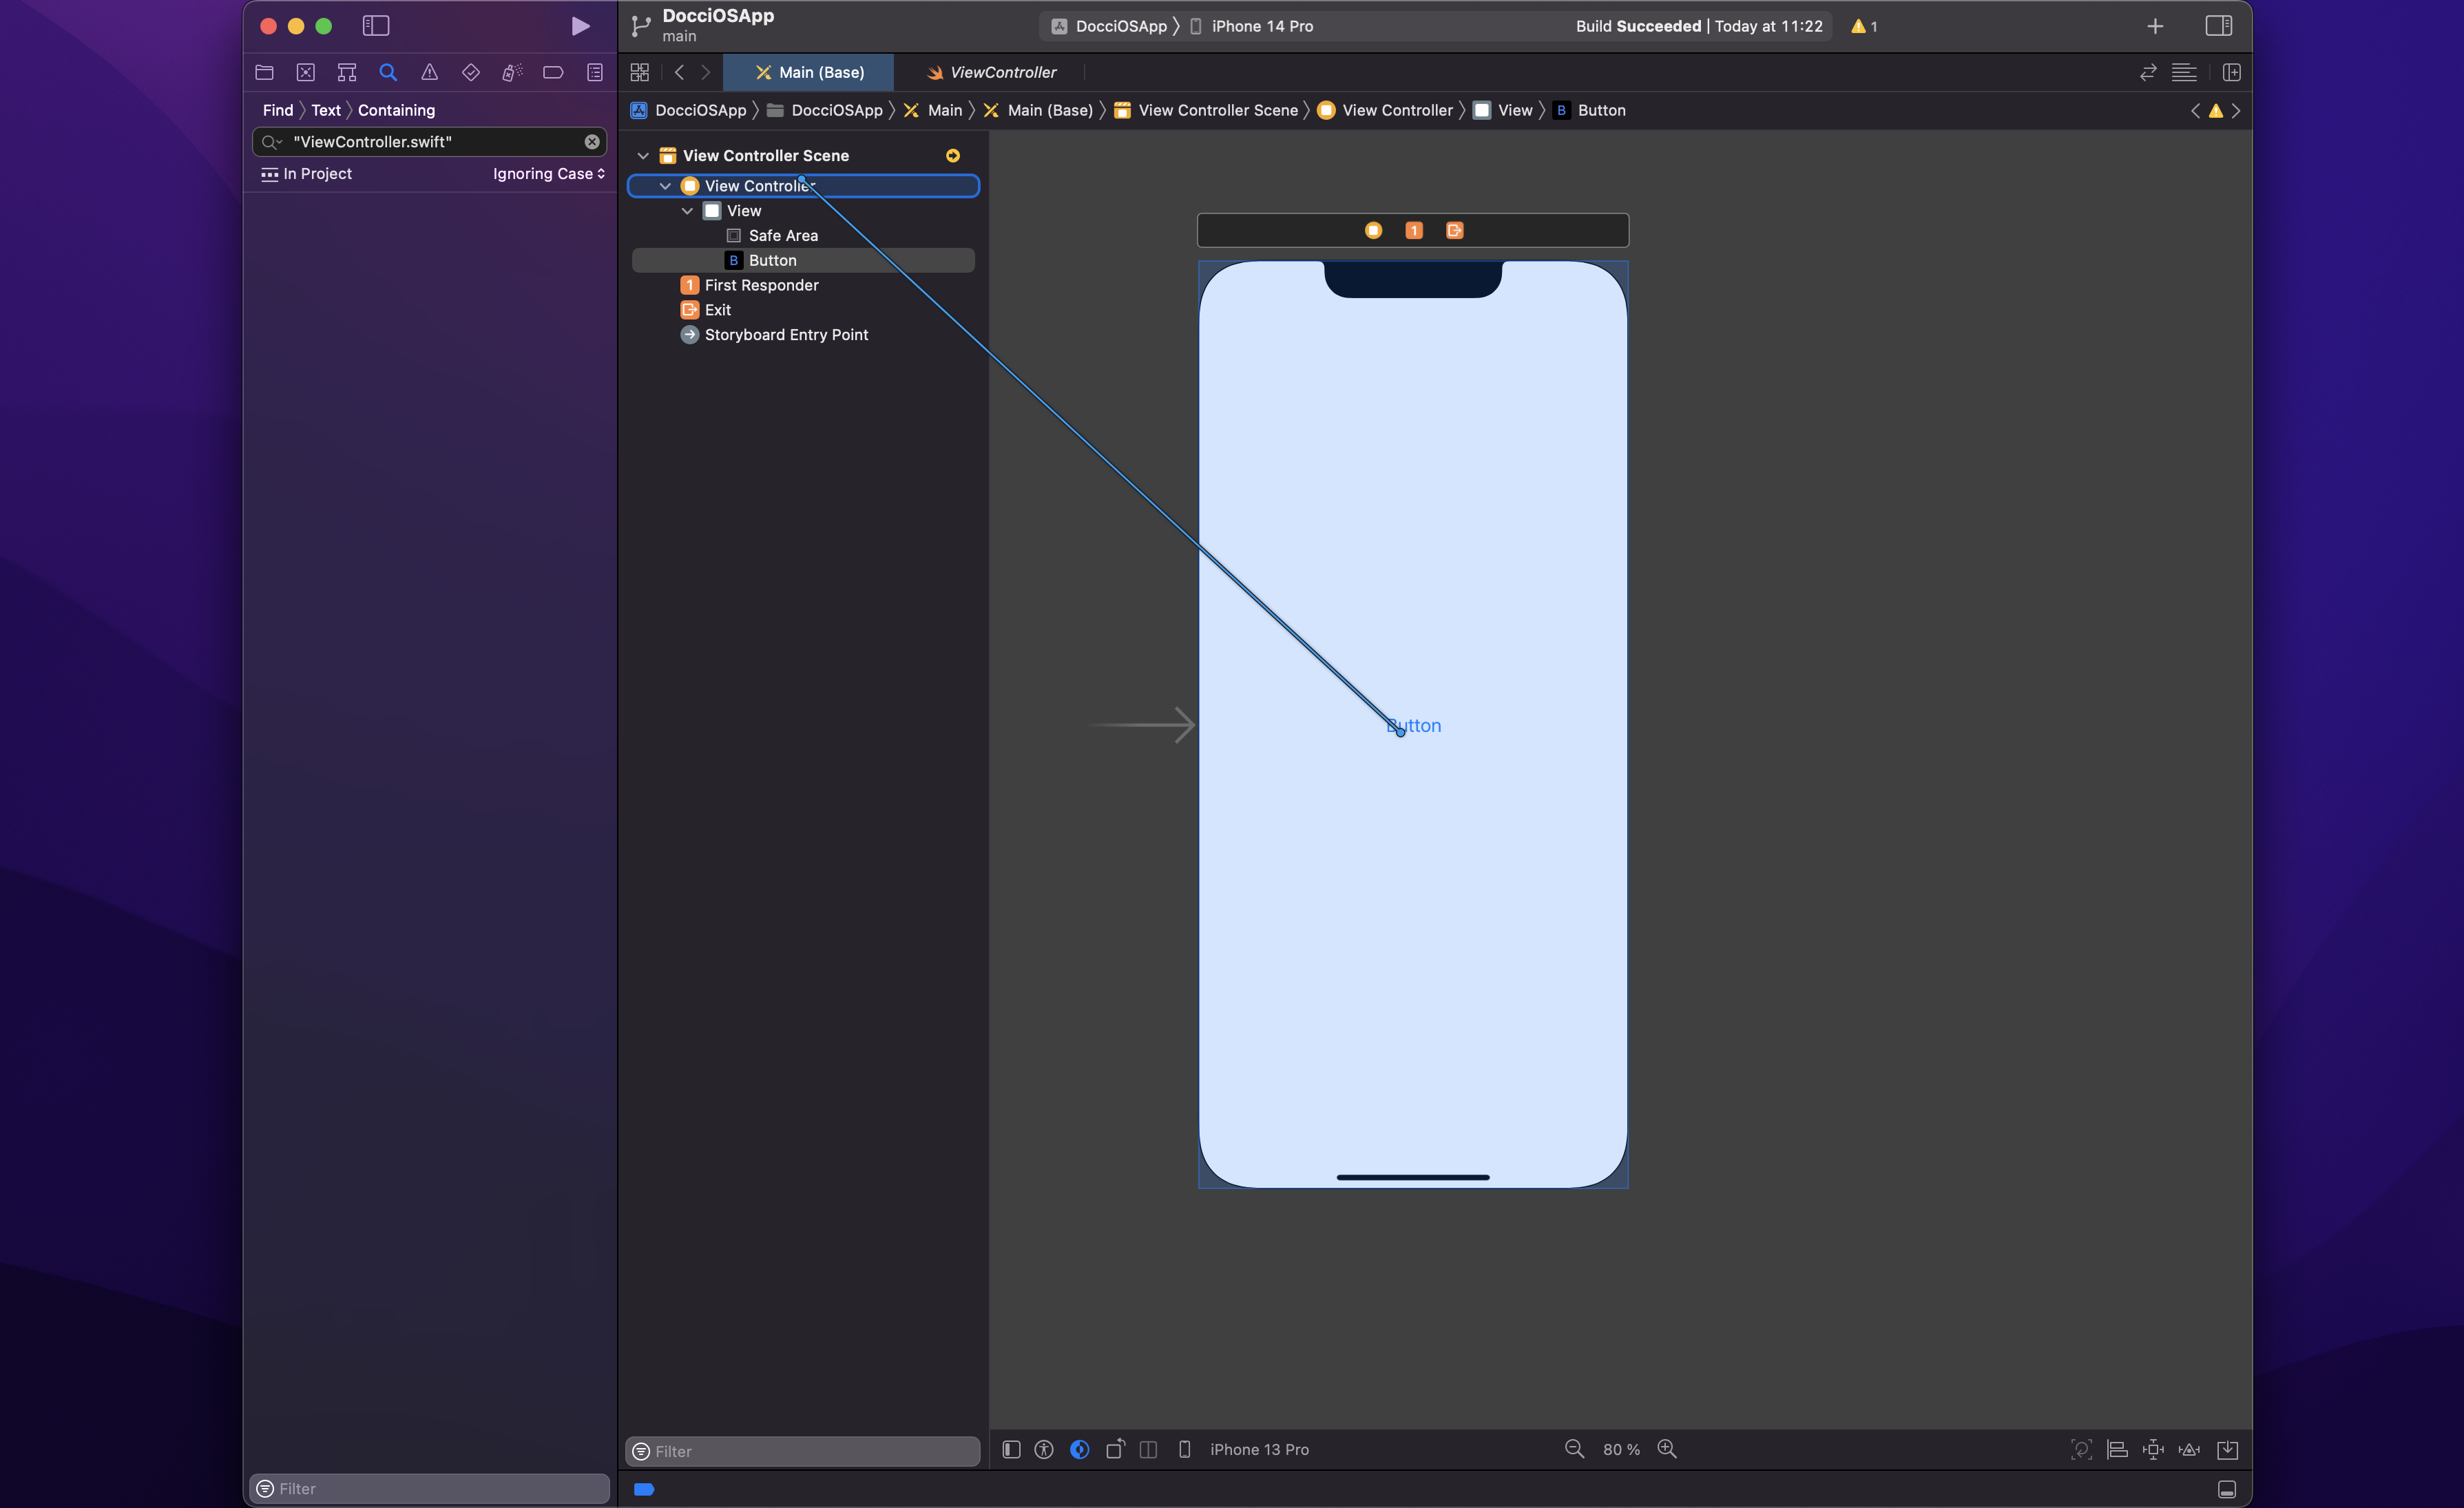 DocciOSApp
main
DocciOSApp 〉 iPhone 14 Pro
Build Succeeded | Today at 11:22
1
Main (Base)
ViewController
Find 〉 Text 〉 Containing
DocciOSApp 〉 DocciOSApp 〉 Main 〉 Main (Base) 〉 View Controller Scene 〉 View Controller 〉 View 〉 B Button
"ViewController.swift"
In Project
Ignoring Case
View Controller Scene
View Controller
View
Safe Area
B Button
1 First Responder
Exit
Storyboard Entry Point
1
Button
Filter
iPhone 13 Pro
80 %
Filter